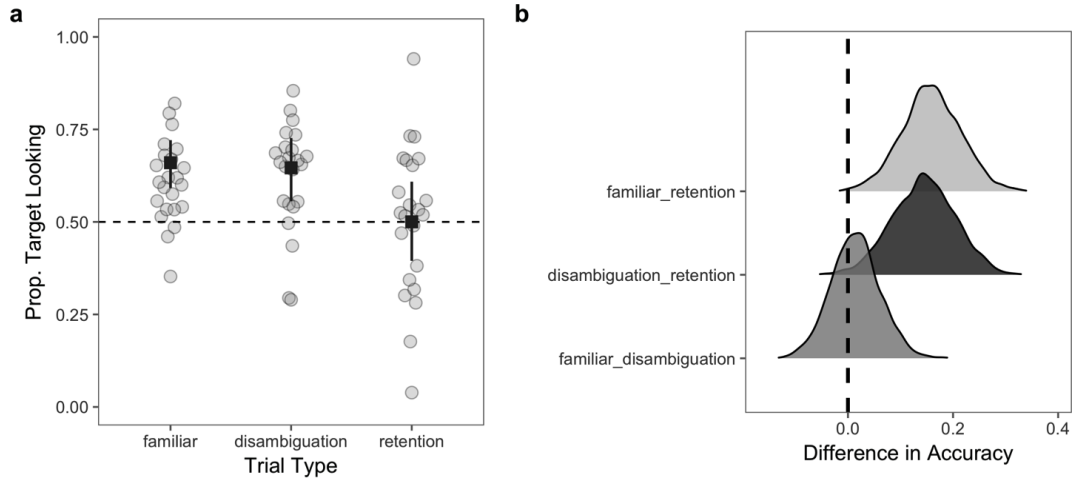 a
Prop. Target Looking
1.00
0.75
0.50
0.25
0.00
familiar
disambiguation
retention
Trial Type
b
familiar_retention
disambiguation_retention
familiar_disambiguation
0.0
0.2
0.4
Difference in Accuracy